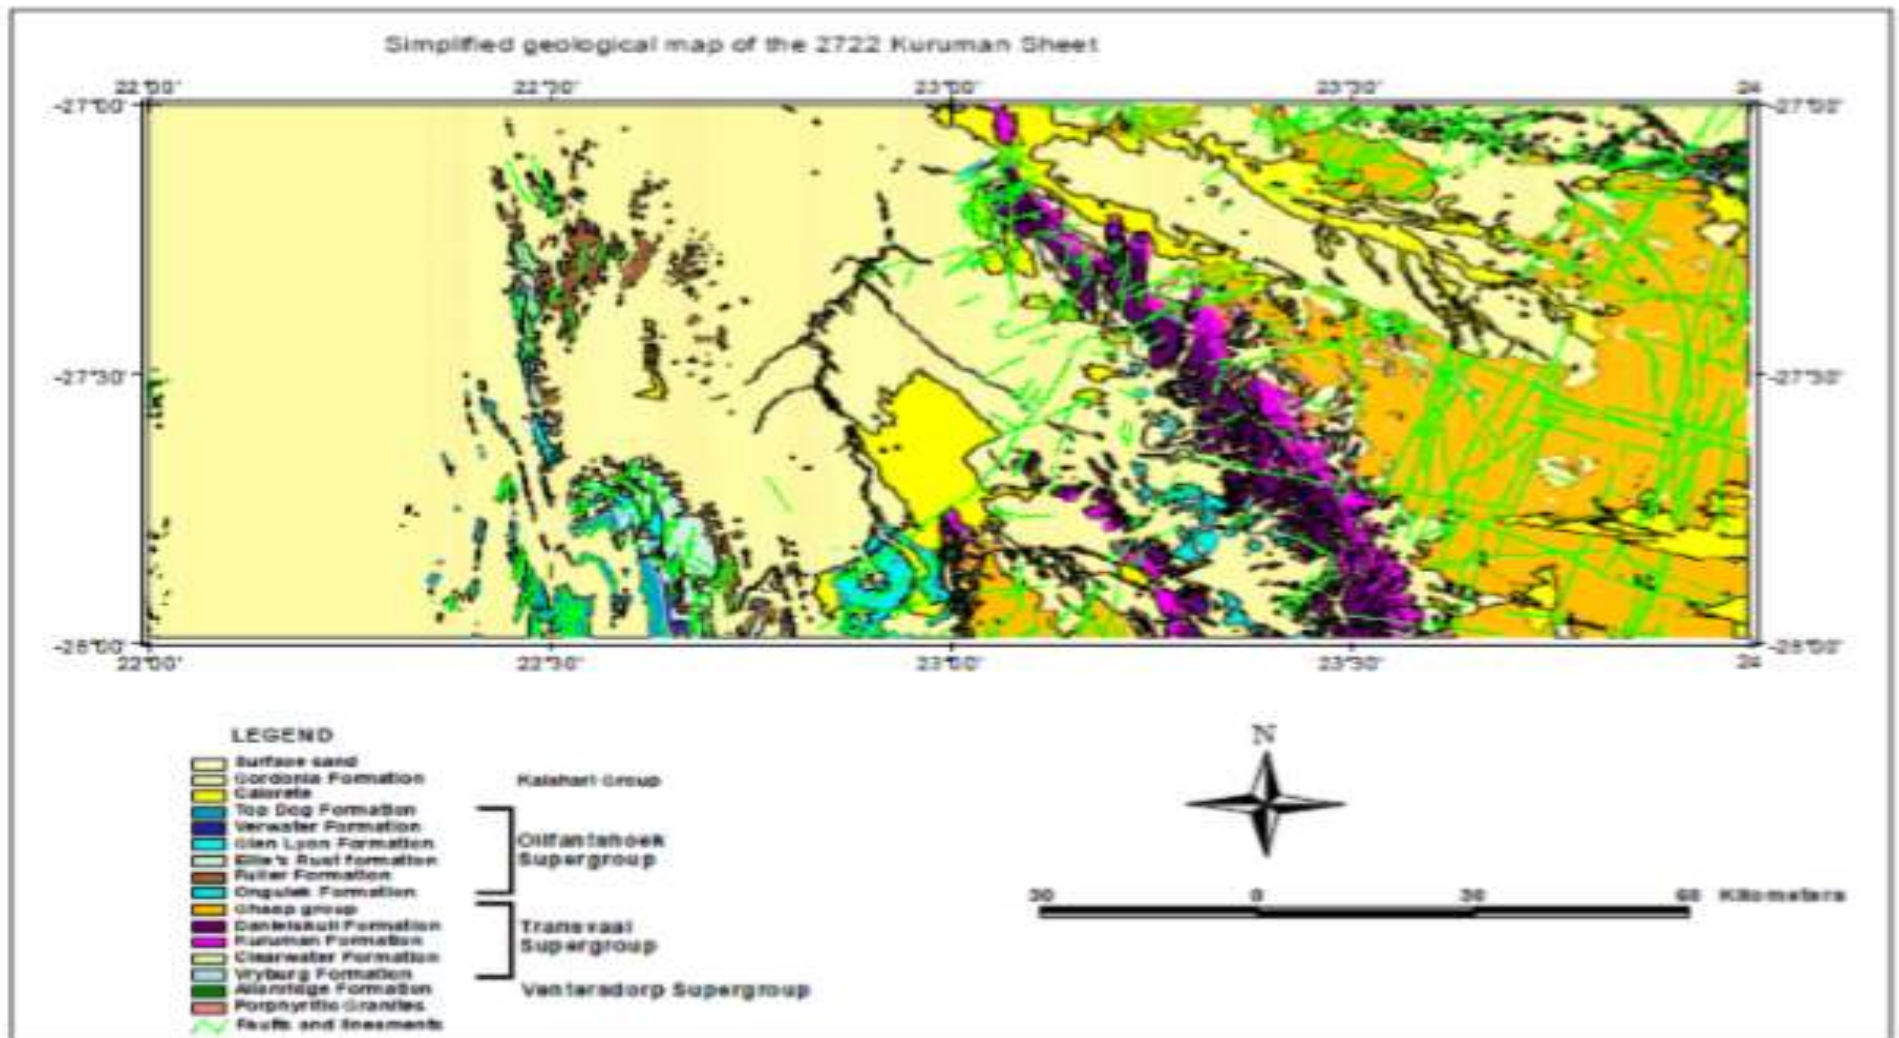 Simplified geological map of the 2722 Kuruman Sheet
22°00' 22°30' 23°00' 23°30' 24
-27°00' -27°00'
-27°30' -27°30'
-28°00' -28°00'
22°00' 22°30' 23°00' 23°30' 24
N
LEGEND
Surface sand
Gordonia Formation Kalahari Group
Calcrete
Top Dog Formation
Verwater Formation
Glen Lyon Formation
Ellie's Rust formation
Fuller Formation
Ongulek Formation
Olifantshoek
Supergroup
Ghaap group
Danielskuil Formation
Kuruman Formation
Clearwater Formation
Vryburg Formation
Transvaal
Supergroup
Allanridge Formation Ventersdorp Supergroup
Porphyritic Granites
Faults and lineaments
30 0 30 60 Kilometers